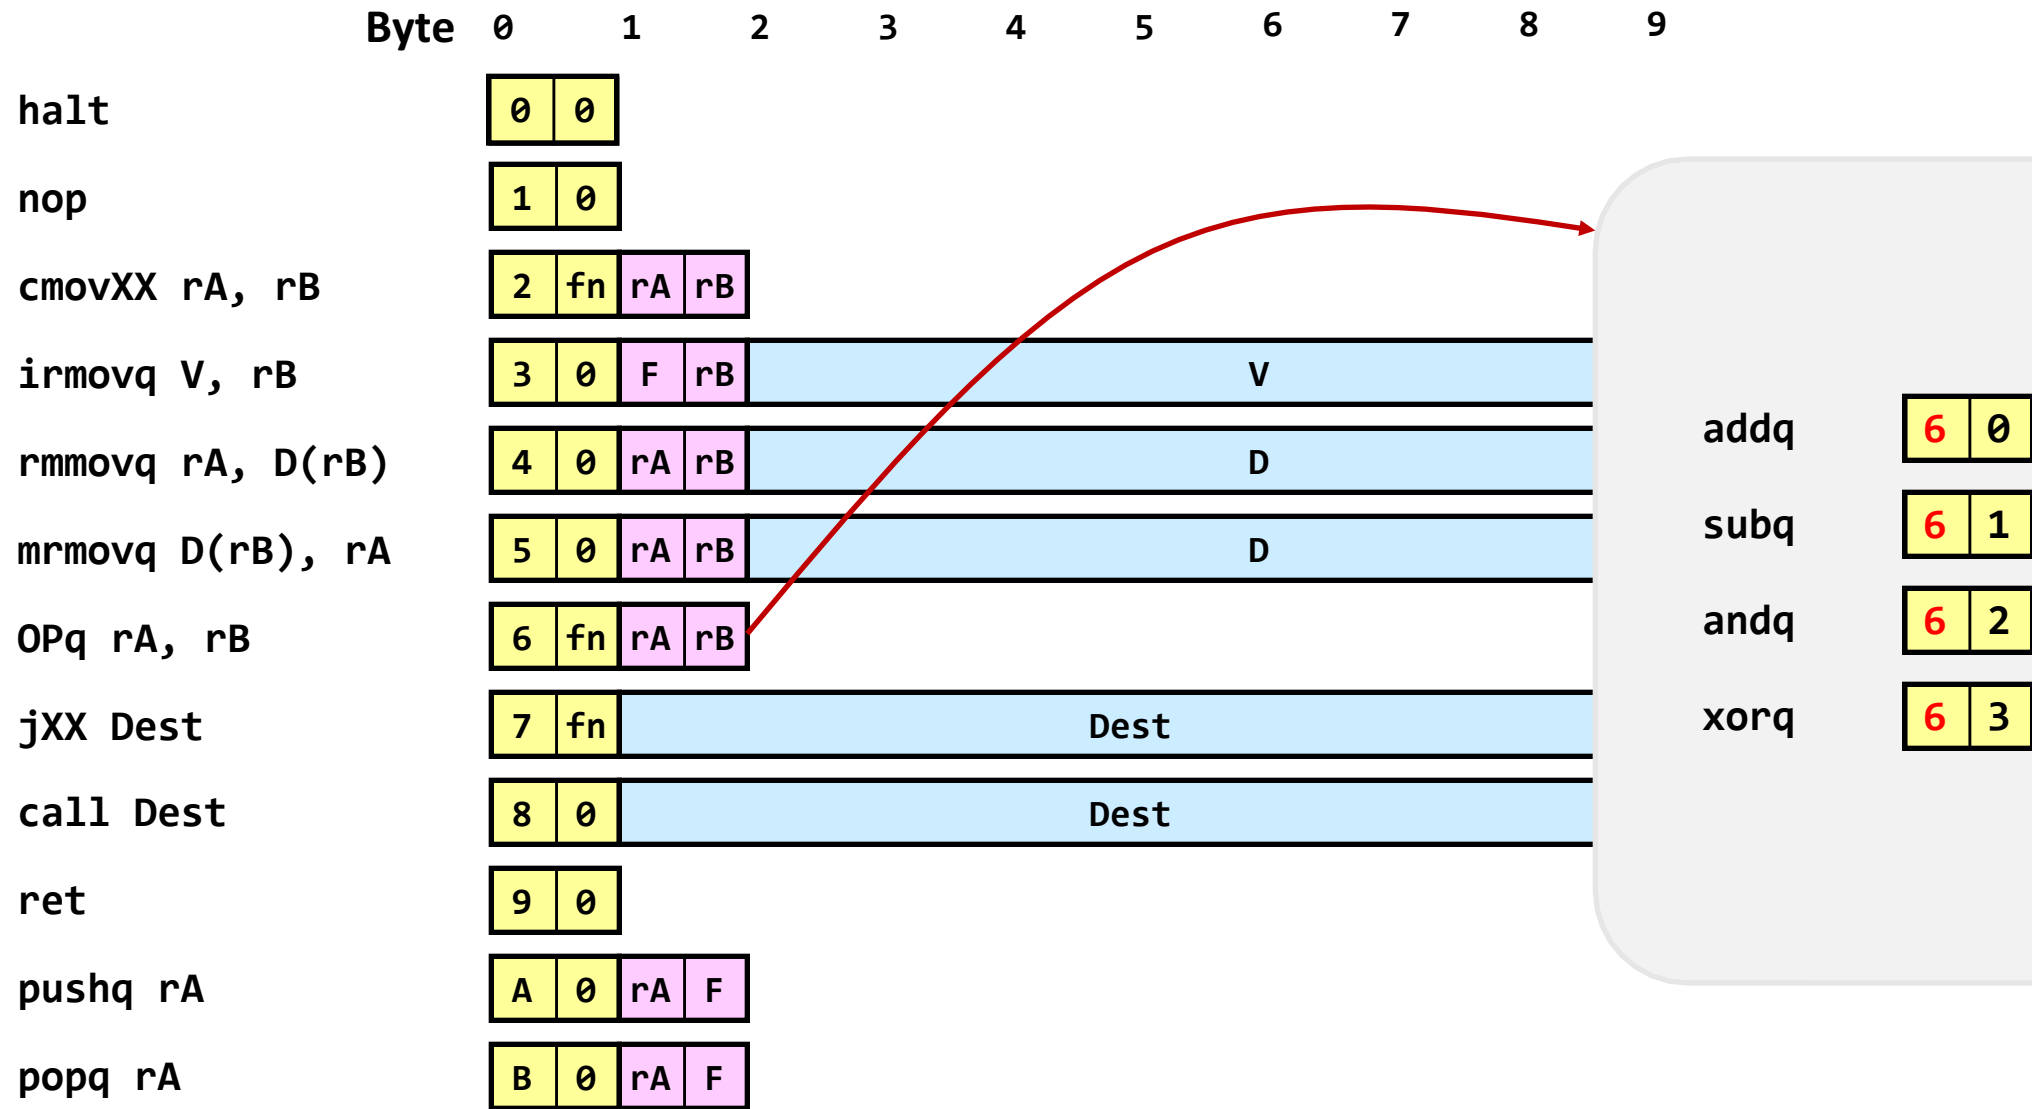 Byte 0 1 2 3 4 5 6 7 8 9
halt 0 0
nop 1 0
cmovXX rA, rB 2 fn rA rB
irmovq V, rB 3 0 F rB V
rmmovq rA, D(rB) 4 0 rA rB D
mrmovq D(rB), rA 5 0 rA rB D
OPq rA, rB 6 fn rA rB
jXX Dest 7 fn Dest
call Dest 8 0 Dest
ret 9 0
pushq rA A 0 rA F
popq rA B 0 rA F
addq 6 0
subq 6 1
andq 6 2
xorq 6 3